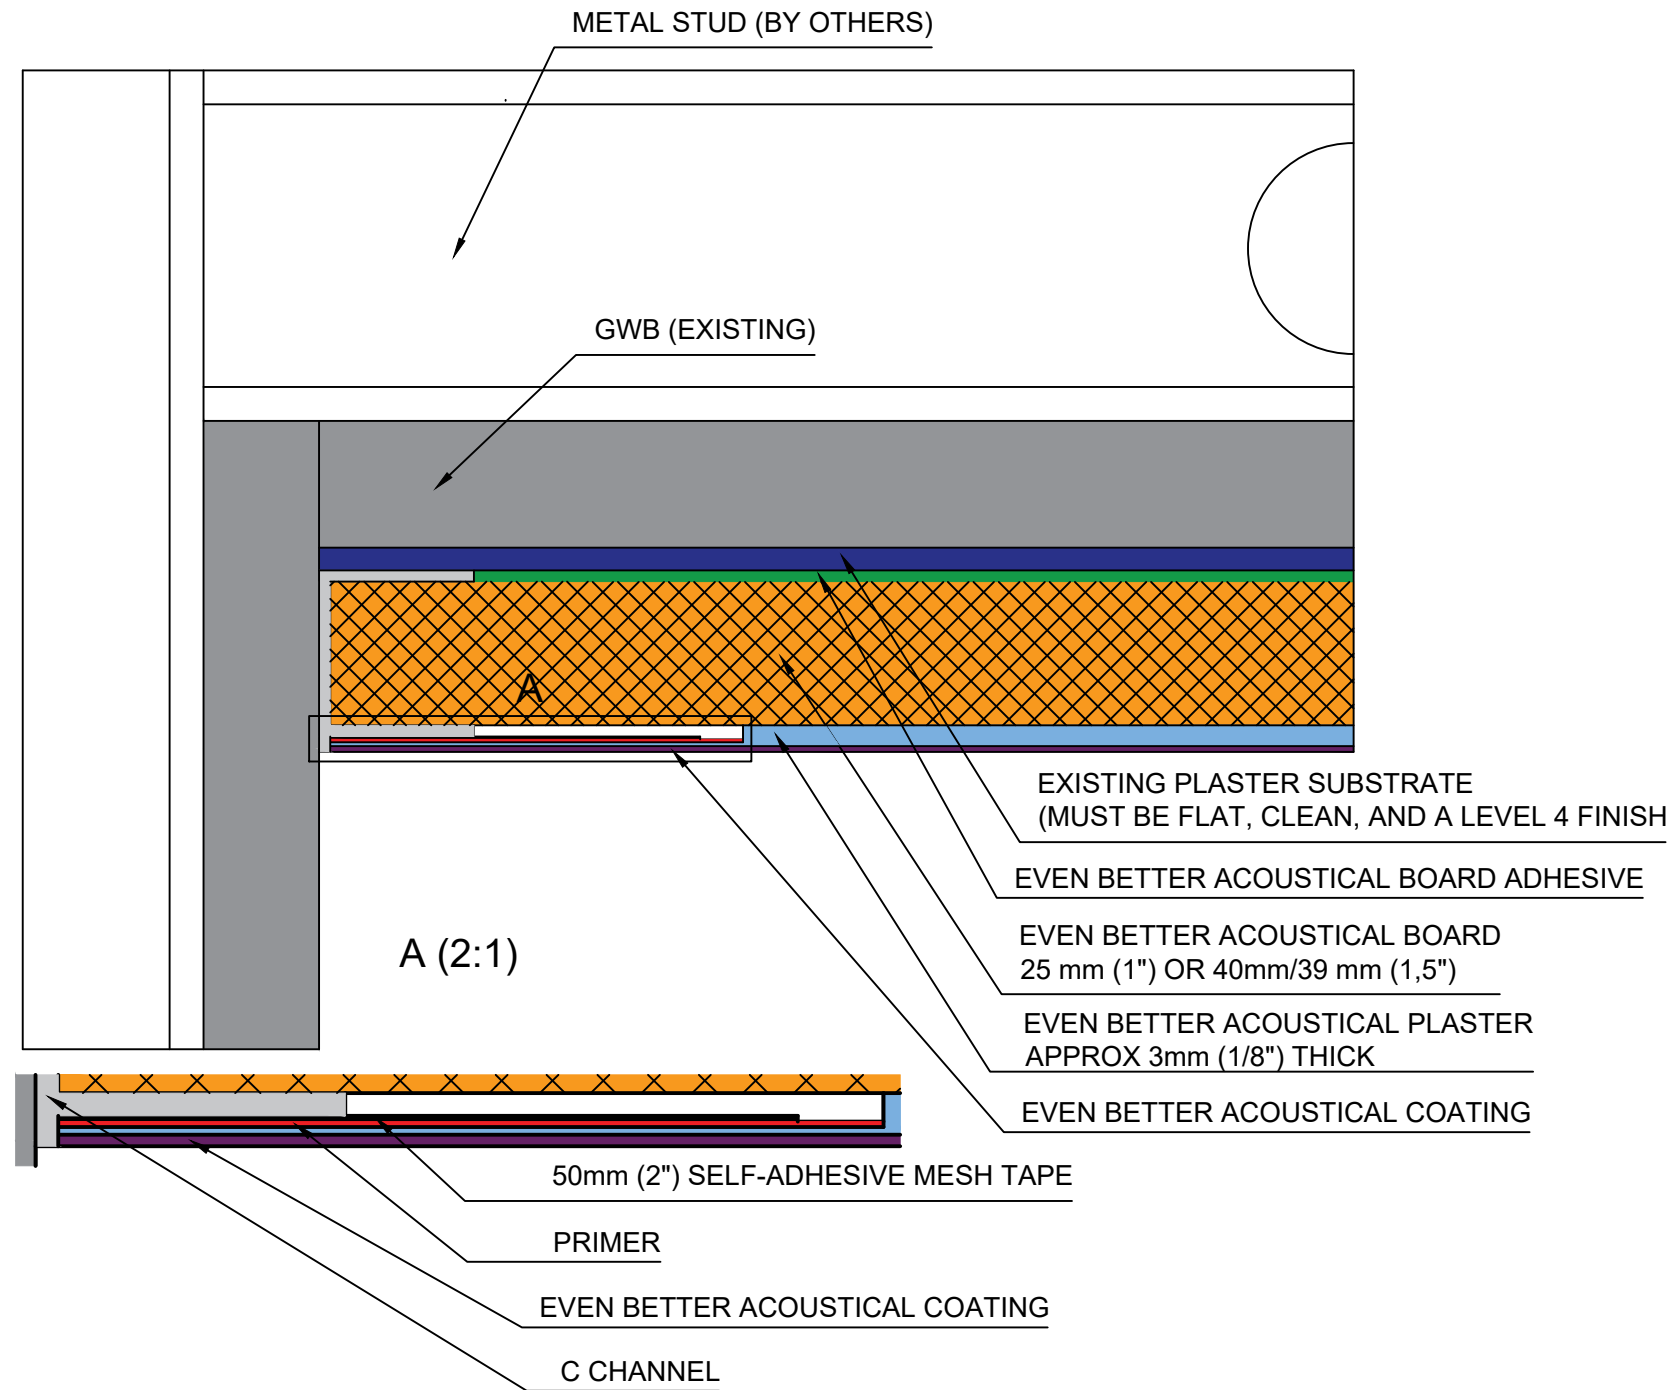 METAL STUD (BY OTHERS)
GWB (EXISTING)
A
EXISTING PLASTER SUBSTRATE
(MUST BE FLAT, CLEAN, AND A LEVEL 4 FINISH
EVEN BETTER ACOUSTICAL BOARD ADHESIVE
EVEN BETTER ACOUSTICAL BOARD
25 mm (1") OR 40mm/39 mm (1,5")
EVEN BETTER ACOUSTICAL PLASTER
APPROX 3mm (1/8") THICK
EVEN BETTER ACOUSTICAL COATING
A (2:1)
50mm (2") SELF-ADHESIVE MESH TAPE
PRIMER
EVEN BETTER ACOUSTICAL COATING
C CHANNEL